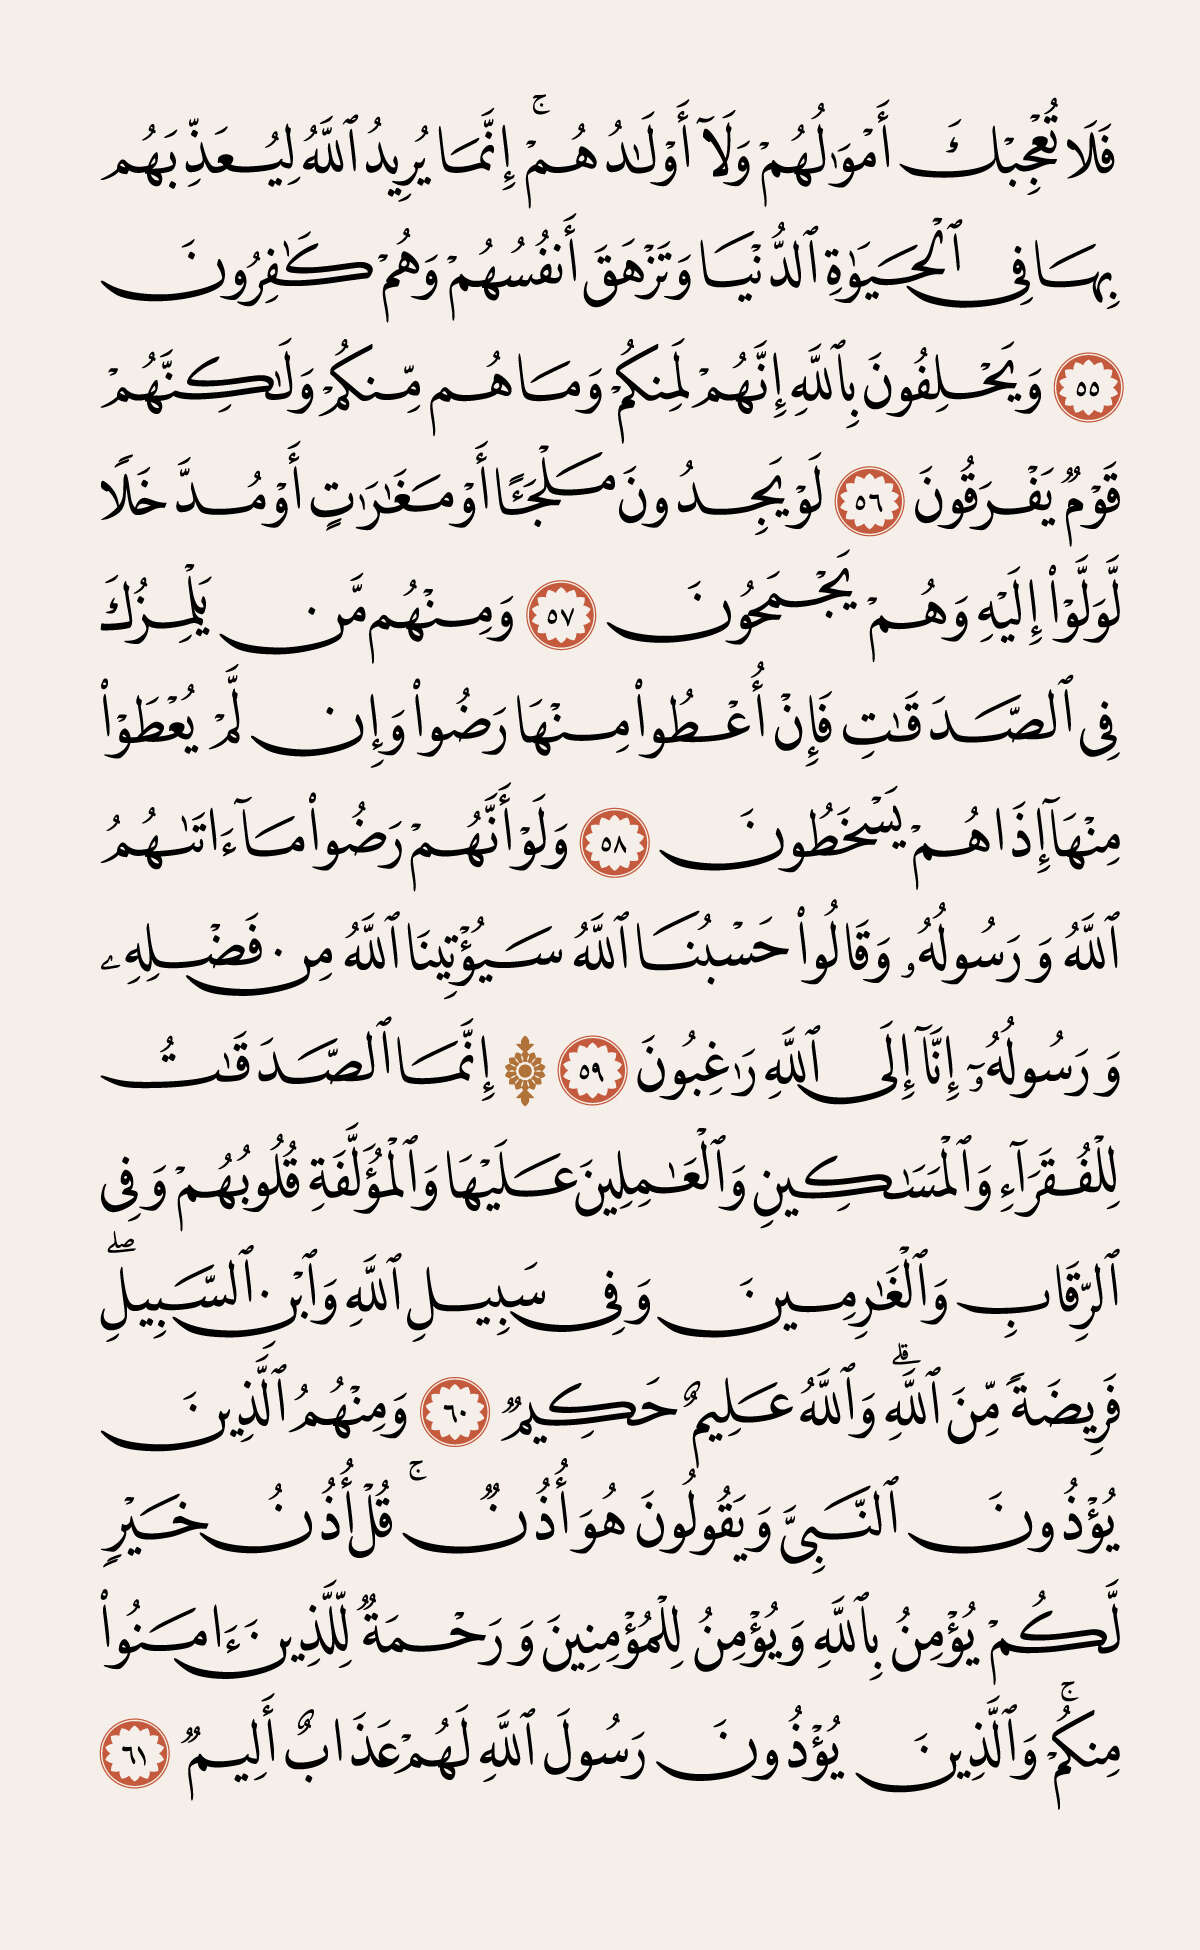 فَلَا تُعْجِبْكَ أَمْوَٰلُهُمْ وَلَآ أَوْلَـٰدُهُمْ ۚ إِنَّمَا يُرِيدُ ٱللَّهُ لِيُعَذِّبَهُم
بِهَا فِى ٱلْحَيَوٰةِ ٱلدُّنْيَا وَتَزْهَقَ أَنفُسُهُمْ وَهُمْ كَـٰفِرُونَ
٥٥ وَيَحْلِفُونَ بِٱللَّهِ إِنَّهُمْ لَمِنكُمْ وَمَا هُم مِّنكُمْ وَلَـٰكِنَّهُمْ
قَوْمٌ يَفْرَقُونَ ٥٦ لَوْ يَجِدُونَ مَلْجَـًٔا أَوْ مَغَـٰرَٰتٍ أَوْ مُدَّخَلًا
لَّوَلَّوْا۟ إِلَيْهِ وَهُمْ يَجْمَحُونَ ٥٧ وَمِنْهُم مَّن يَلْمِزُكَ
فِى ٱلصَّدَقَـٰتِ فَإِنْ أُعْطُوا۟ مِنْهَا رَضُوا۟ وَإِن لَّمْ يُعْطَوْا۟
مِنْهَآ إِذَا هُمْ يَسْخَطُونَ ٥٨ وَلَوْ أَنَّهُمْ رَضُوا۟ مَآ ءَاتَىٰهُمُ
ٱللَّهُ وَرَسُولُهُۥ وَقَالُوا۟ حَسْبُنَا ٱللَّهُ سَيُؤْتِينَا ٱللَّهُ مِن فَضْلِهِۦ
وَرَسُولُهُۥٓ إِنَّآ إِلَى ٱللَّهِ رَٰغِبُونَ ٥٩ ۞ إِنَّمَا ٱلصَّدَقَـٰتُ
لِلْفُقَرَآءِ وَٱلْمَسَـٰكِينِ وَٱلْعَـٰمِلِينَ عَلَيْهَا وَٱلْمُؤَلَّفَةِ قُلُوبُهُمْ وَفِى
ٱلرِّقَابِ وَٱلْغَـٰرِمِينَ وَفِى سَبِيلِ ٱللَّهِ وَٱبْنِ ٱلسَّبِيلِ ۖ
فَرِيضَةً مِّنَ ٱللَّهِ ۗ وَٱللَّهُ عَلِيمٌ حَكِيمٌ ٦٠ وَمِنْهُمُ ٱلَّذِينَ
يُؤْذُونَ ٱلنَّبِىَّ وَيَقُولُونَ هُوَ أُذُنٌ ۚ قُلْ أُذُنُ خَيْرٍ
لَّكُمْ يُؤْمِنُ بِٱللَّهِ وَيُؤْمِنُ لِلْمُؤْمِنِينَ وَرَحْمَةٌ لِّلَّذِينَ ءَامَنُوا۟
مِنكُمْ ۚ وَٱلَّذِينَ يُؤْذُونَ رَسُولَ ٱللَّهِ لَهُمْ عَذَابٌ أَلِيمٌ ٦١